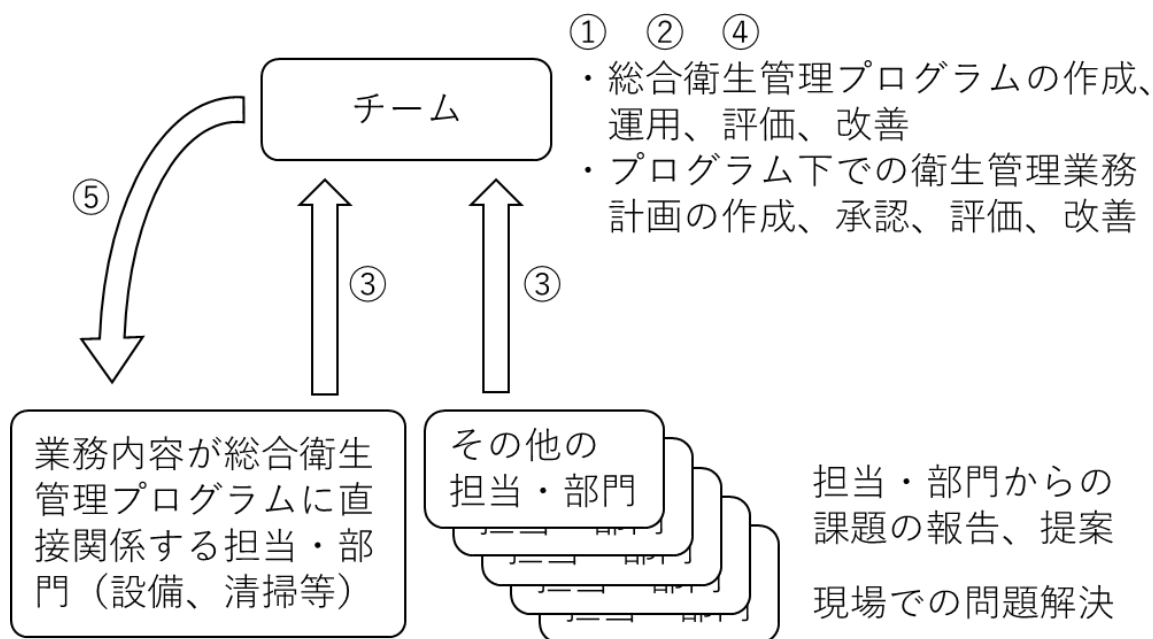 ① ② ④
・総合衛生管理プログラムの作成、
運用、評価、改善
・プログラム下での衛生管理業務
計画の作成、承認、評価、改善
チーム
⑤
③
③
業務内容が総合衛生
管理プログラムに直
接関係する担当・部
門（設備、清掃等）
その他の
担当・部門
担当・部門からの
課題の報告、提案
現場での問題解決